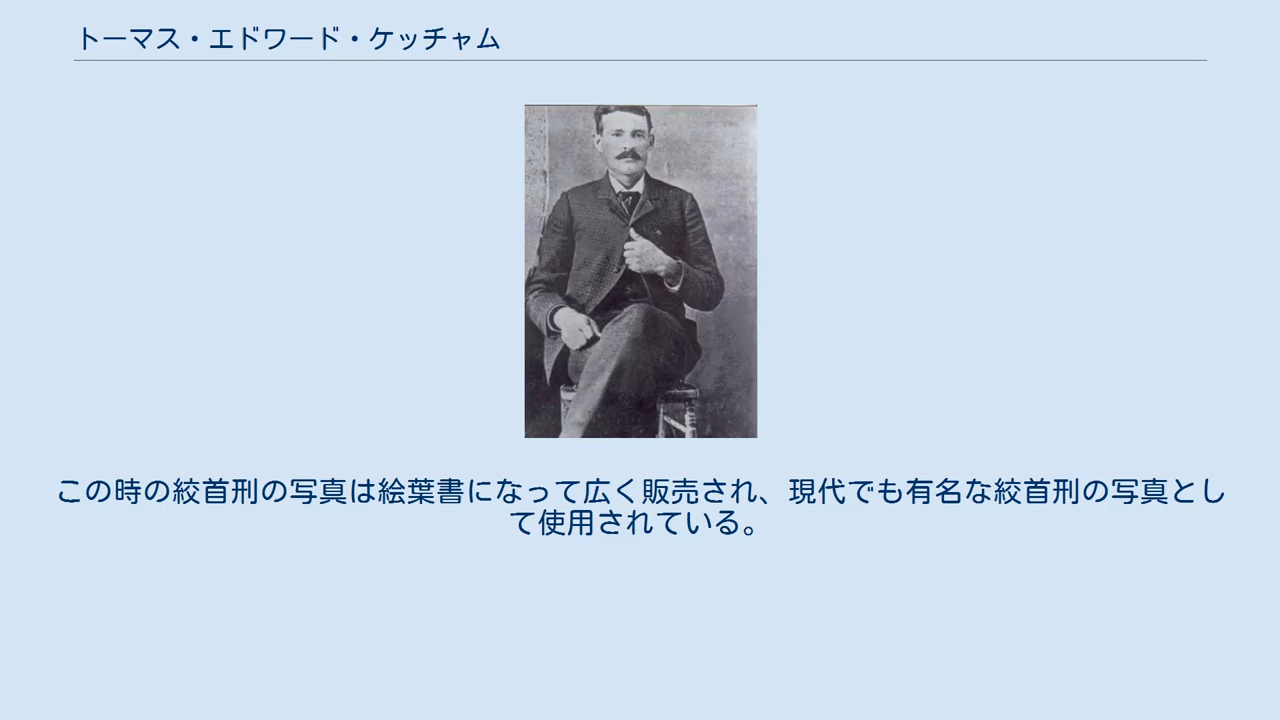 トーマス・エドワード・ケッチャム
この時の絞首刑の写真は絵葉書になって広く販売され、現代でも有名な絞首刑の写真とし
て使用されている。